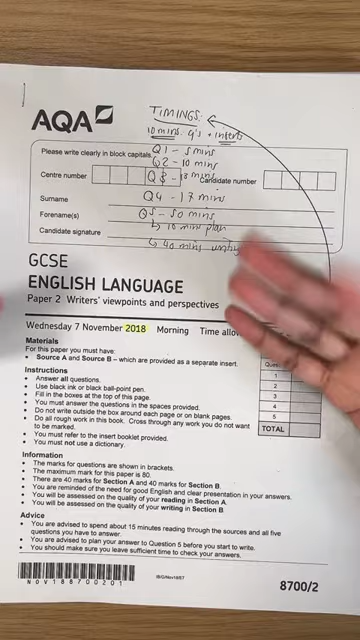 TIMINGS:
10 mins q's + inserts
AQA
Please write clearly in block capitals.
Q1 - 5 mins
Q2 - 10 mins
Centre number
Q3 - 13 mins
Candidate number
Surname
Q4 - 17 mins
Forename(s)
Q5 - 50 mins
↳ 10 mins plan
Candidate signature
↳ 40 mins
GCSE
ENGLISH LANGUAGE
Paper 2 Writers' viewpoints and perspectives
Wednesday 7 November 2018 Morning Time
Materials
For this paper you must have:
• Source A and Source B – which are provided as a separate insert.
Instructions
• Answer all questions.
• Use black ink or black ball-point pen.
• Fill in the boxes at the top of this page.
• You must answer the questions in the spaces provided.
• Do not write outside the box around each page or on blank pages.
• Do all rough work in this book. Cross through any work you do not want
to be marked.
• You must refer to the insert booklet provided.
• You must not use a dictionary.
1
2
3
4
5
TOTAL
Information
• The marks for questions are shown in brackets.
• The maximum mark for this paper is 80.
• There are 40 marks for Section A and 40 marks for Section B.
• You are reminded of the need for good English and clear presentation in your answers.
• You will be assessed on the quality of your reading in Section A.
• You will be assessed on the quality of your writing in Section B.
Advice
• You are advised to spend about 15 minutes reading through the sources and all five
questions you have to answer.
• You are advised to plan your answer to Question 5 before you start to write.
• You should make sure you leave sufficient time to check your answers.
NOV188700201
IB/G/Nov18/E7
8700/2